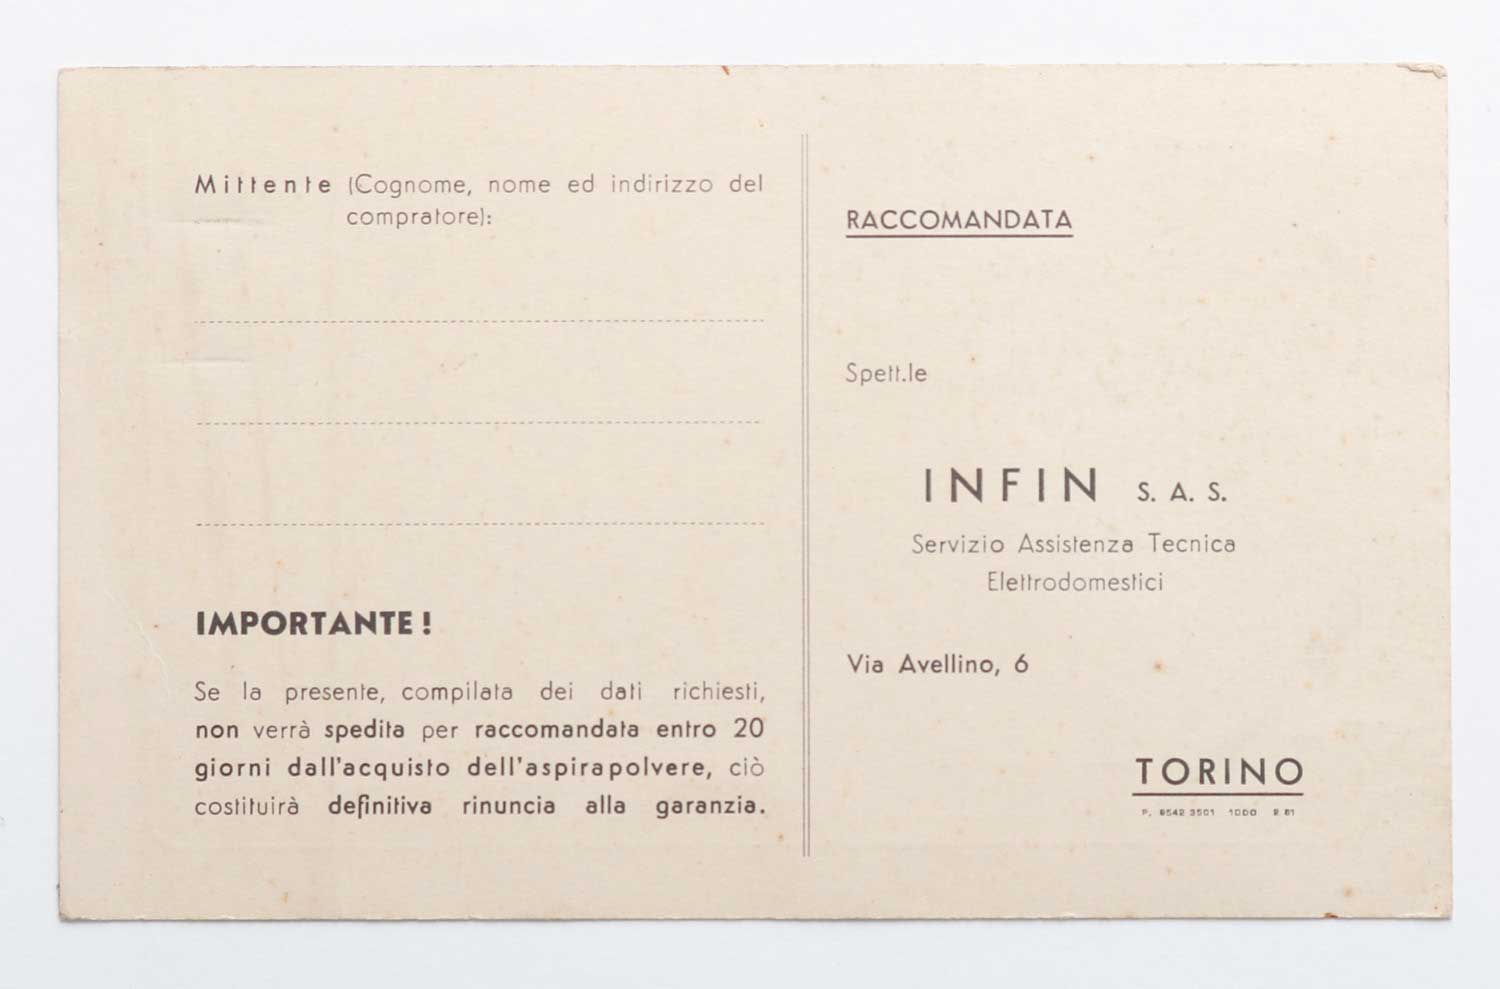 Mittente (Cognome, nome ed indirizzo del
compratore):
IMPORTANTE!
Se la presente, compilata dei dati richiesti,
non verrà spedita per raccomandata entro 20
giorni dall'acquisto dell'aspirapolvere, ciò
costituirà definitiva rinuncia alla garanzia.
RACCOMANDATA
Spett.le
INFIN S. A. S.
Servizio Assistenza Tecnica
Elettrodomestici
Via Avellino, 6
TORINO
P. 6542 3501